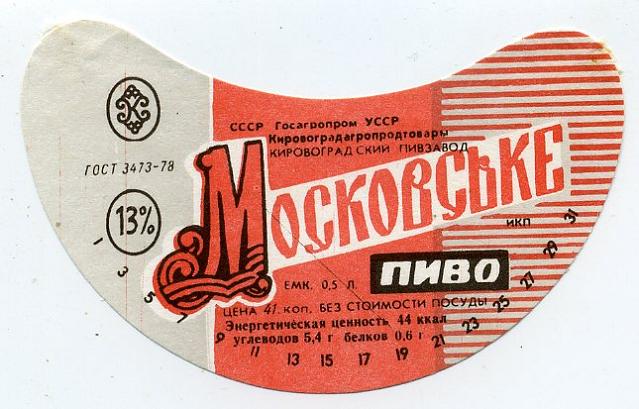 СССР Госагропром УССР
Кировоградагропродтовары
КИРОВОГРАДСКИЙ ПИВЗАВОД
ГОСТ 3473-78
13%
МОСКОВСЬКЕ
ИКП
ПИВО
ЕМК. 0,5 Л.
ЦЕНА 41 коп. БЕЗ СТОИМОСТИ ПОСУДЫ
Энергетическая ценность 44 ккал
углеводов 5,4 г белков 0,6 г
1 3 5 7 9 11 13 15 17 19 21 23 25 27 29 31